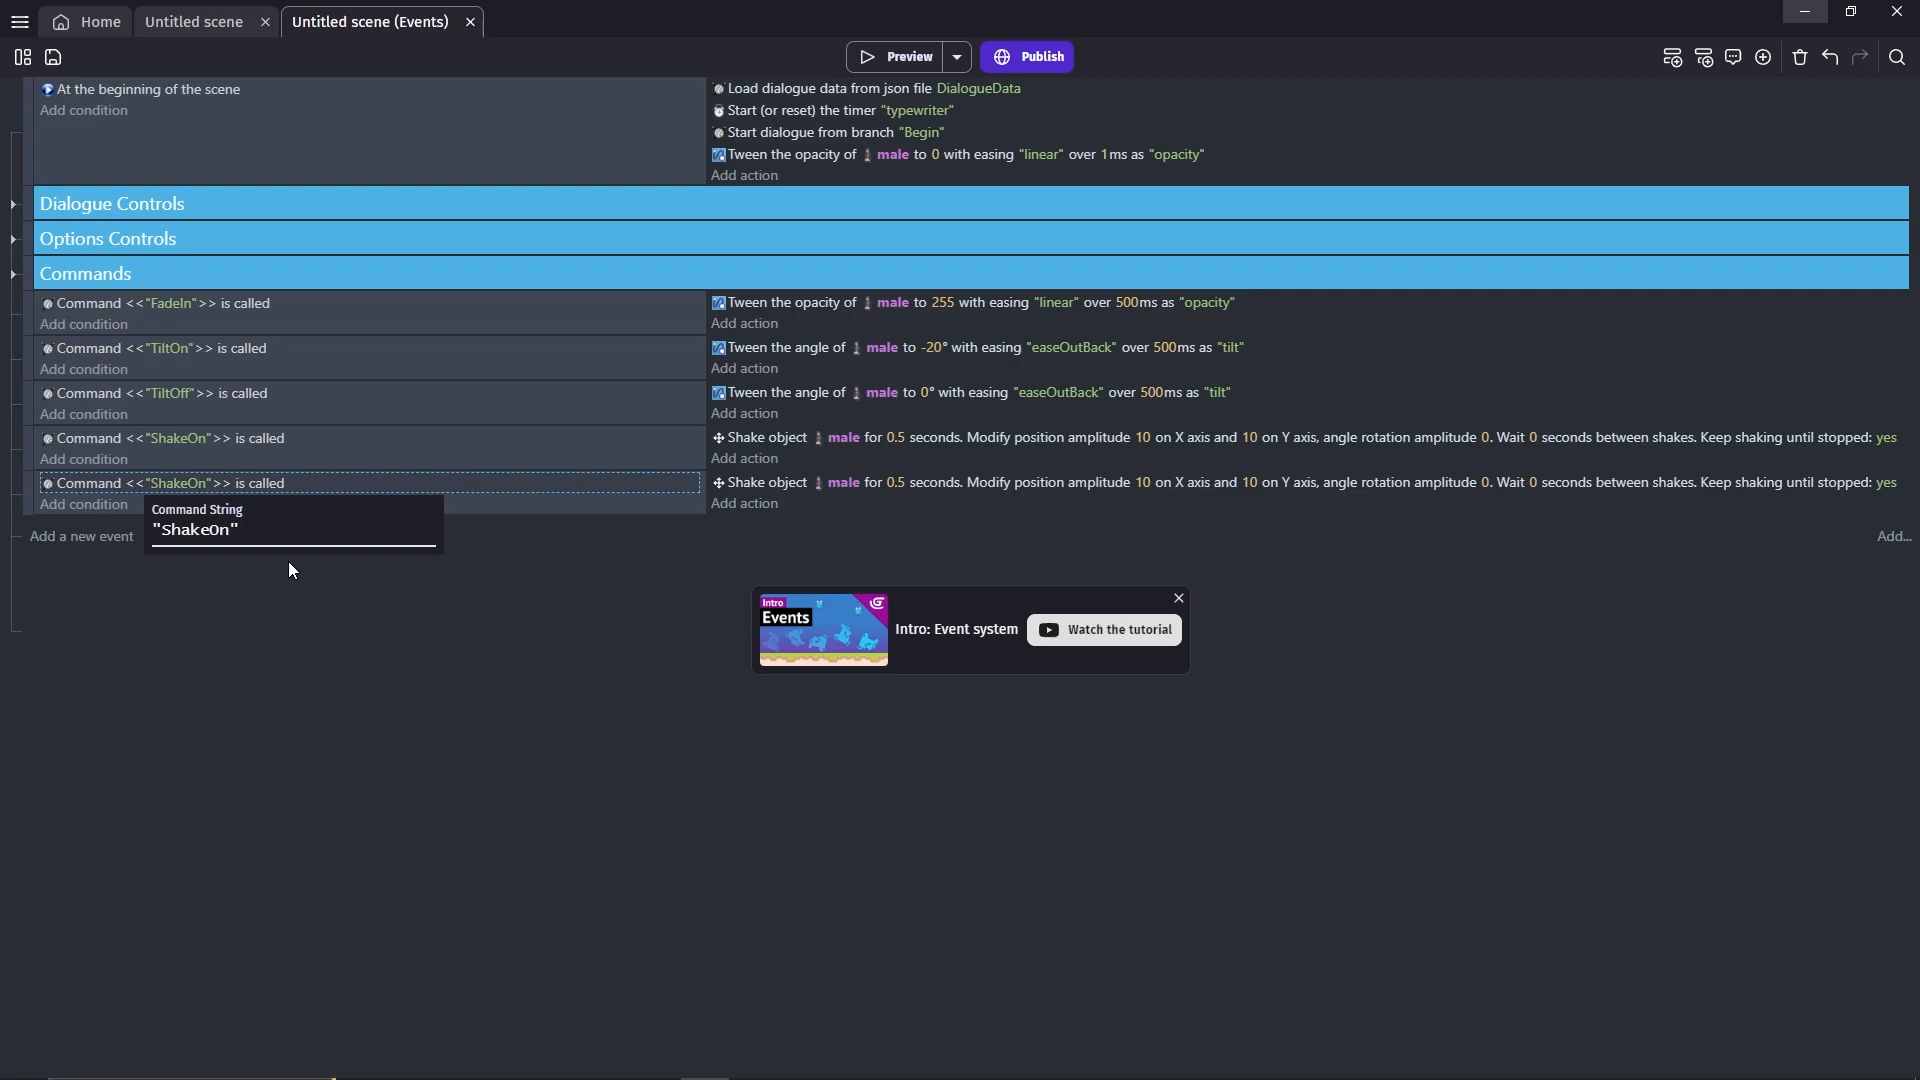 Home
Untitled scene
Untitled scene (Events)
Preview
Publish
At the beginning of the scene
Add condition
Load dialogue data from json file DialogueData
Start (or reset) the timer "typewriter"
Start dialogue from branch "Begin"
Tween the opacity of male to 0 with easing "linear" over 1ms as "opacity"
Add action
Dialogue Controls
Options Controls
Commands
Command <<"FadeIn">> is called
Add condition
Tween the opacity of male to 255 with easing "linear" over 500ms as "opacity"
Add action
Command <<"TiltOn">> is called
Add condition
Tween the angle of male to -20° with easing "easeOutBack" over 500ms as "tilt"
Add action
Command <<"TiltOff">> is called
Add condition
Tween the angle of male to 0° with easing "easeOutBack" over 500ms as "tilt"
Add action
Command <<"ShakeOn">> is called
Add condition
Shake object male for 0.5 seconds. Modify position amplitude 10 on X axis and 10 on Y axis, angle rotation amplitude 0. Wait 0 seconds between shakes. Keep shaking until stopped: yes
Add action
Command <<"ShakeOn">> is called
Add condition
Shake object male for 0.5 seconds. Modify position amplitude 10 on X axis and 10 on Y axis, angle rotation amplitude 0. Wait 0 seconds between shakes. Keep shaking until stopped: yes
Add action
Command String
"ShakeOn"
Add a new event
Add...
Intro
Events
Intro: Event system
Watch the tutorial